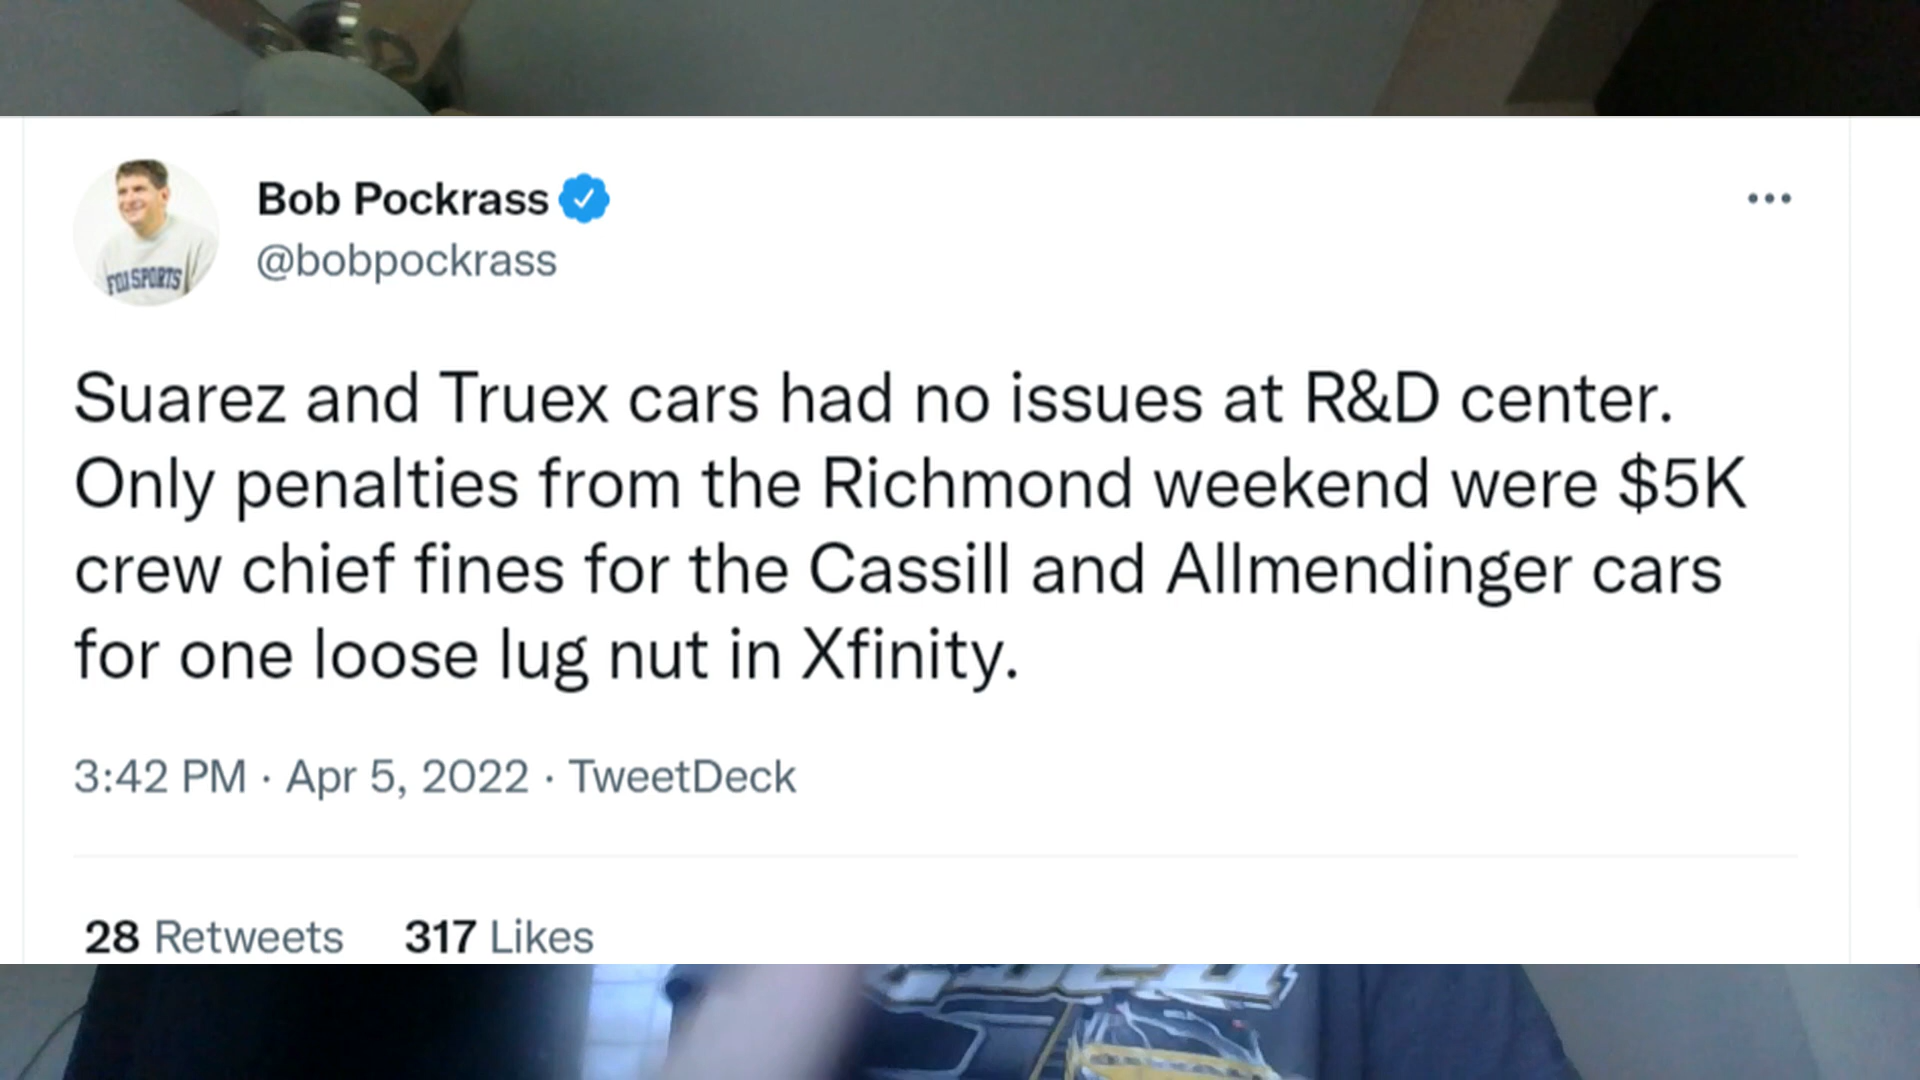 Bob Pockrass
@bobpockrass
FOX SPORTS
Suarez and Truex cars had no issues at R&D center.
Only penalties from the Richmond weekend were $5K
crew chief fines for the Cassill and Allmendinger cars
for one loose lug nut in Xfinity.
3:42 PM · Apr 5, 2022 · TweetDeck
28 Retweets 317 Likes